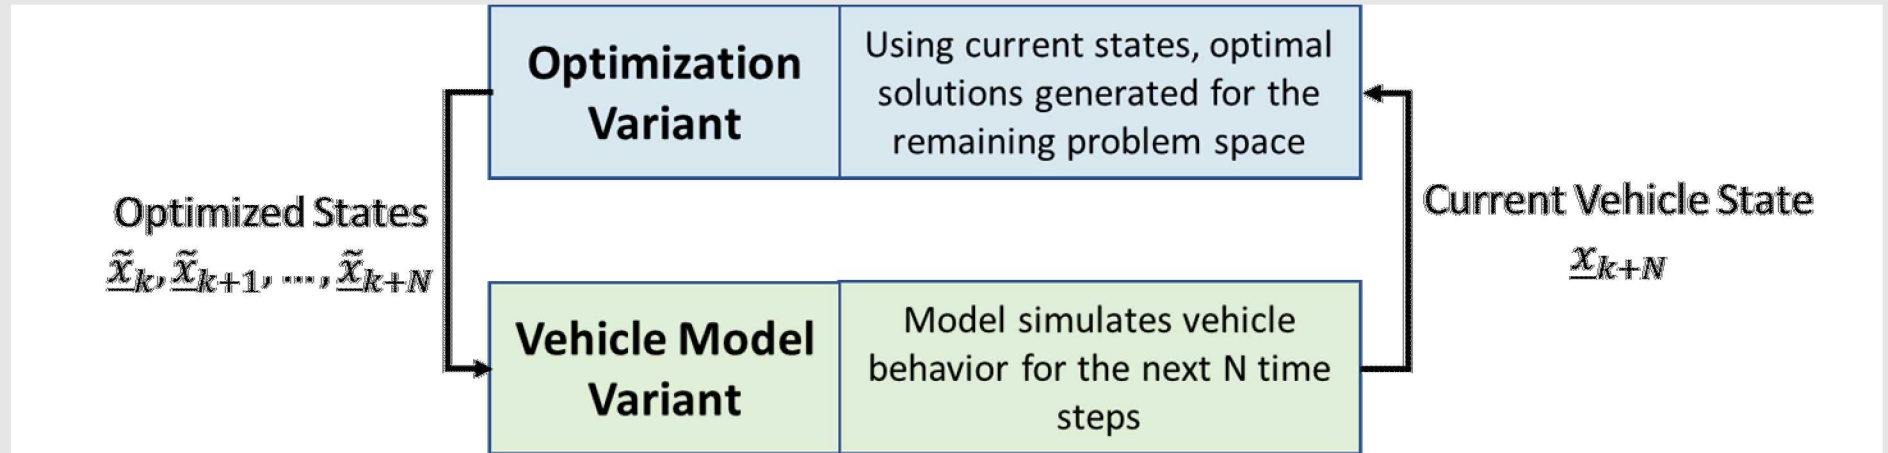 Optimization
Variant
Using current states, optimal
solutions generated for the
remaining problem space
Optimized States
x̲̃ₖ, x̲̃ₖ₊₁, ..., x̲̃ₖ₊N
Current Vehicle State
x̲ₖ₊N
Vehicle Model
Variant
Model simulates vehicle
behavior for the next N time
steps